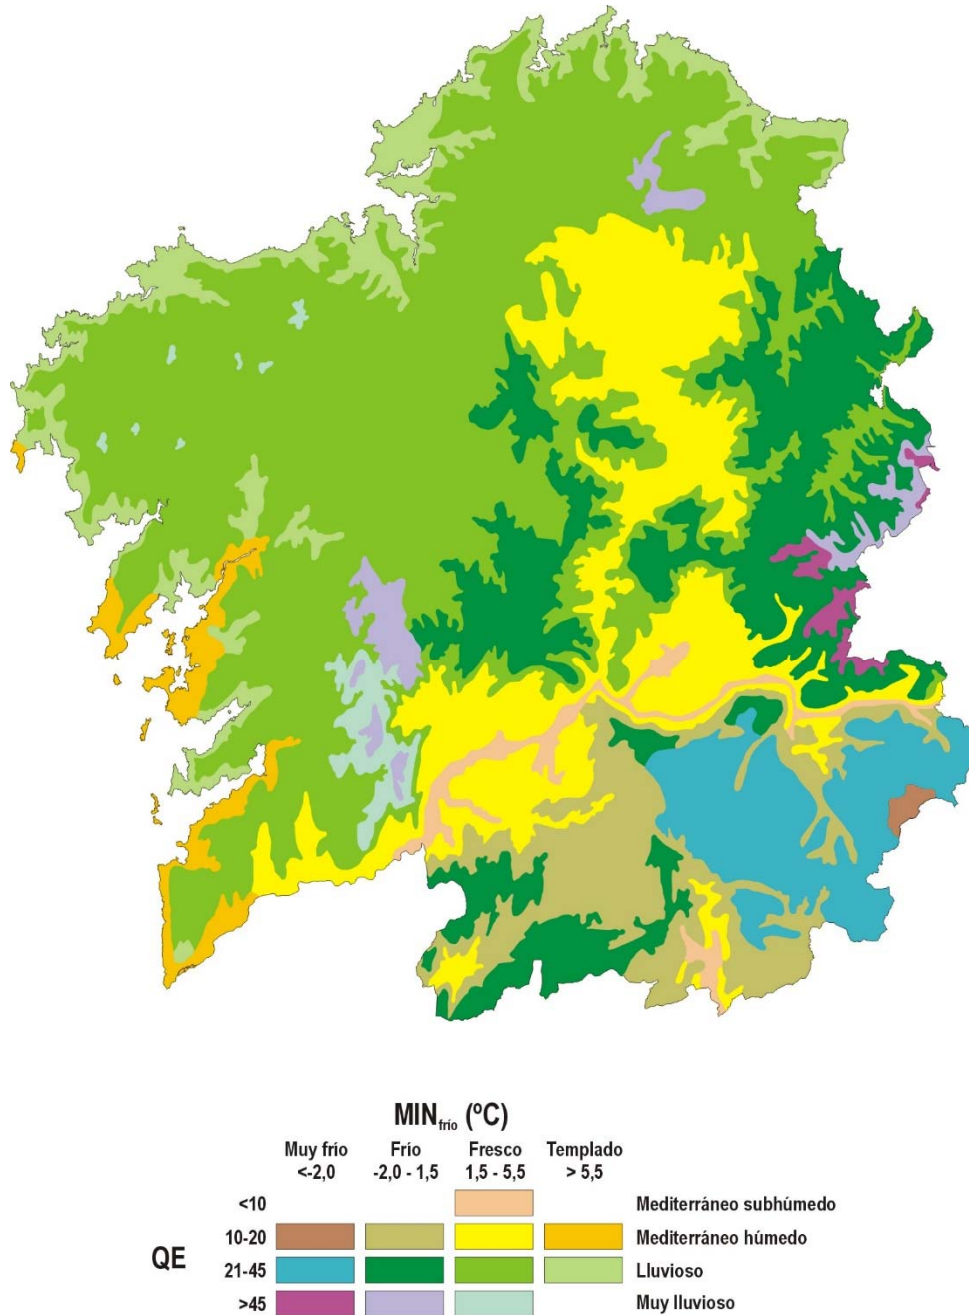 MINfrío (ºC)
Muy frío Frío Fresco Templado
<-2,0 -2,0 - 1,5 1,5 - 5,5 > 5,5
<10 Mediterráneo subhúmedo
10-20 Mediterráneo húmedo
QE
21-45 Lluvioso
>45 Muy lluvioso